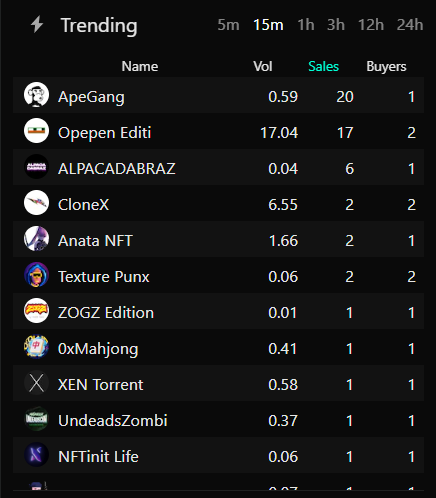 Trending 5m 15m 1h 3h 12h 24h
Name Vol Sales Buyers
ApeGang 0.59 20 1
Opepen Editi 17.04 17 2
ALPACADABRAZ 0.04 6 1
CloneX 6.55 2 2
Anata NFT 1.66 2 1
Texture Punx 0.06 2 2
ZOGZ Edition 0.01 1 1
0xMahjong 0.41 1 1
XEN Torrent 0.58 1 1
UndeadsZombi 0.37 1 1
NFTinit Life 0.06 1 1